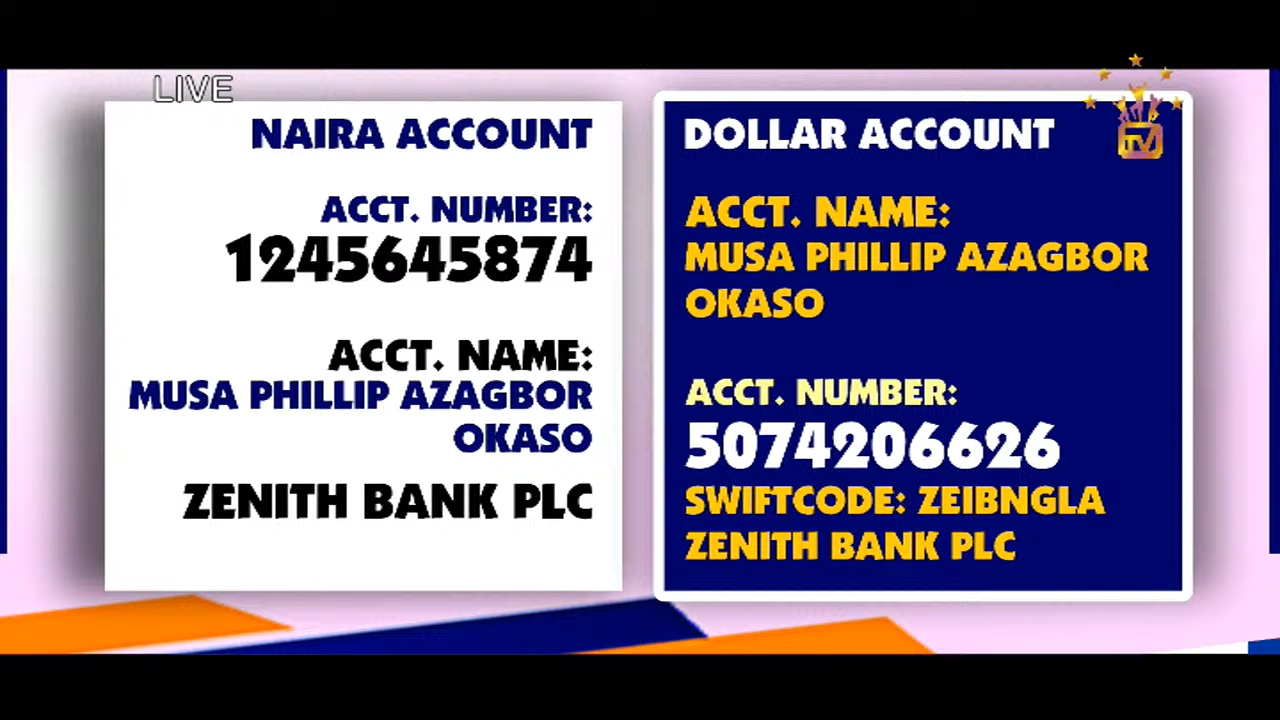 LIVE
NAIRA ACCOUNT
ACCT. NUMBER:
1245645874
ACCT. NAME:
MUSA PHILLIP AZAGBOR
OKASO
ZENITH BANK PLC
DOLLAR ACCOUNT
ACCT. NAME:
MUSA PHILLIP AZAGBOR
OKASO
ACCT. NUMBER:
5074206626
SWIFTCODE: ZEIBNGLA
ZENITH BANK PLC
TV